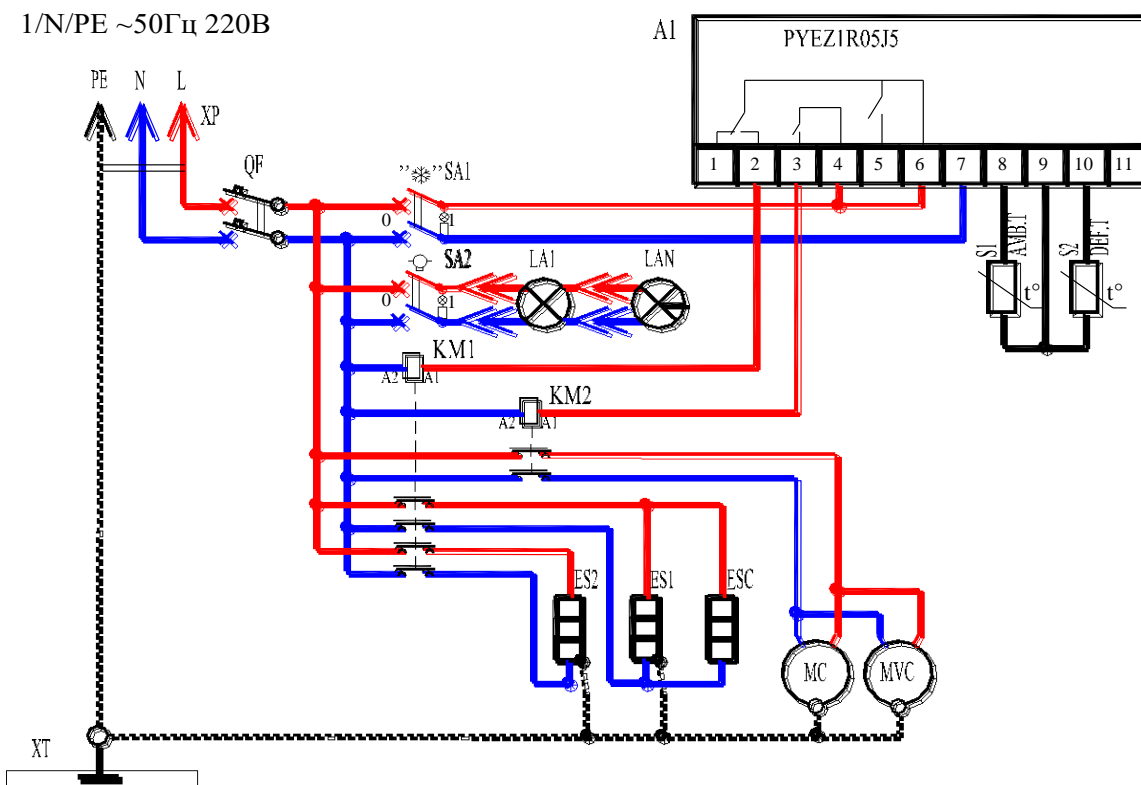 1/N/PE ~50Гц 220В
A1
PYEZ1R05J5
PE N L
XP
QF
"❄" SA1
1 2 3 4 5 6 7 8 9 10 11
0 1
SA2 LA1 LAN
0 1
S1 AMB.T
S2 DEF.T
t° t°
KM1
A2 A1
KM2
A2 A1
ES2 ES1 ESC
MC MVC
XT